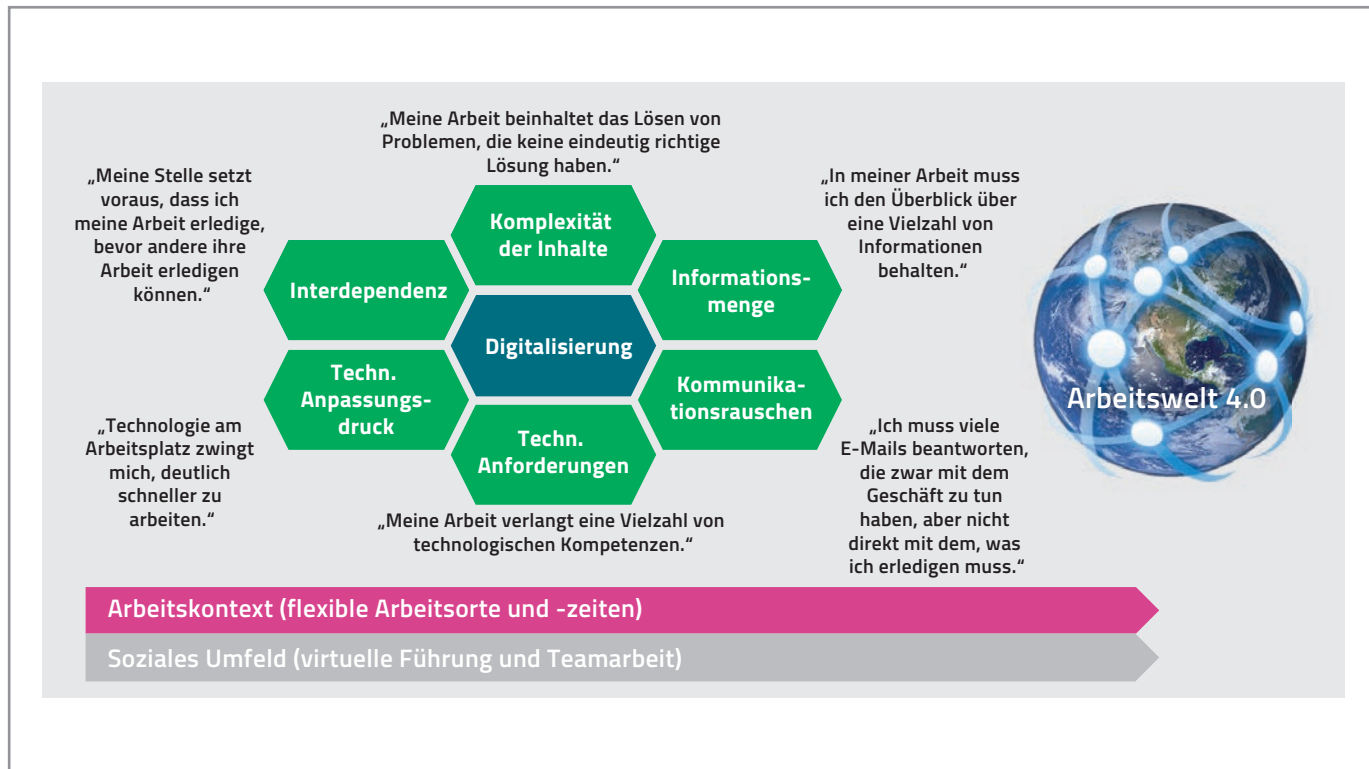 „Meine Arbeit beinhaltet das Lösen von
Problemen, die keine eindeutig richtige
Lösung haben.“
„Meine Stelle setzt
voraus, dass ich
meine Arbeit erledige,
bevor andere ihre
Arbeit erledigen
können.“
„In meiner Arbeit muss
ich den Überblick über
eine Vielzahl von
Informationen
behalten.“
Komplexität
der Inhalte
Interdependenz
Informations-
menge
Digitalisierung
Techn.
Anpassungs-
druck
Kommunika-
tionsrauschen
Techn.
Anforderungen
Arbeitswelt 4.0
„Technologie am
Arbeitsplatz zwingt
mich, deutlich
schneller zu
arbeiten.“
„Meine Arbeit verlangt eine Vielzahl von
technologischen Kompetenzen.“
„Ich muss viele
E-Mails beantworten,
die zwar mit dem
Geschäft zu tun
haben, aber nicht
direkt mit dem, was
ich erledigen muss.“
Arbeitskontext (flexible Arbeitsorte und -zeiten)
Soziales Umfeld (virtuelle Führung und Teamarbeit)